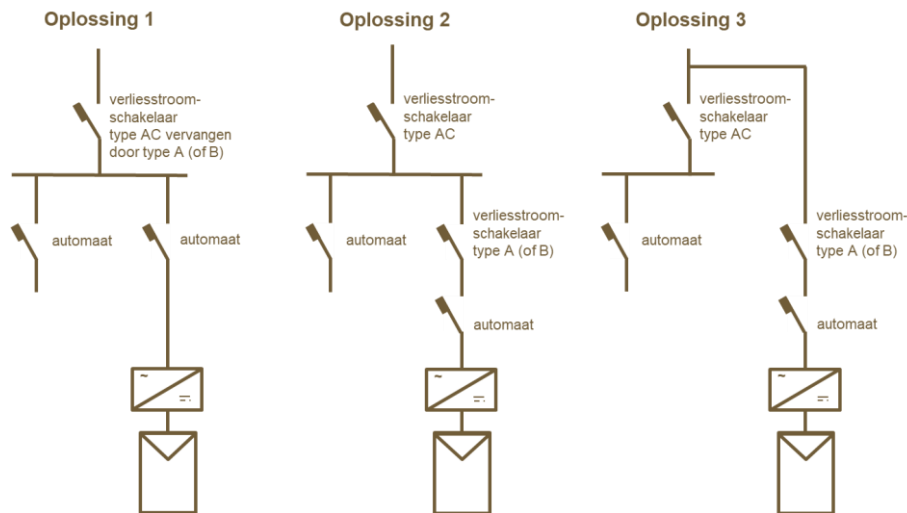 Oplossing 1
verliesstroom-
schakelaar
type AC vervangen
door type A (of B)
automaat
automaat
Oplossing 2
verliesstroom-
schakelaar
type AC
automaat
verliesstroom-
schakelaar
type A (of B)
automaat
Oplossing 3
verliesstroom-
schakelaar
type AC
automaat
verliesstroom-
schakelaar
type A (of B)
automaat